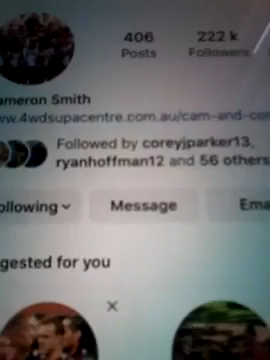 406 222 k
Posts Followers
ameron Smith
ww.4wdsupacentre.com.au/cam-and-co
Followed by coreyjparker13,
ryanhoffman12 and 56 others
ollowing Message Ema
gested for you